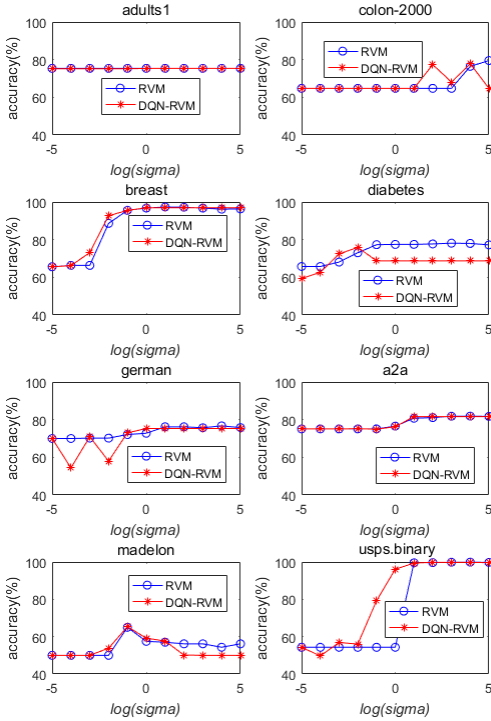 adults1
100
80
60
40
accuracy(%)
-5
0
5
log(sigma)
RVM
DQN-RVM
colon-2000
100
80
60
40
accuracy(%)
-5
0
5
log(sigma)
RVM
DQN-RVM
breast
100
80
60
40
accuracy(%)
-5
0
5
log(sigma)
RVM
DQN-RVM
diabetes
100
80
60
40
accuracy(%)
-5
0
5
log(sigma)
RVM
DQN-RVM
german
100
80
60
40
accuracy(%)
-5
0
5
log(sigma)
RVM
DQN-RVM
a2a
100
80
60
40
accuracy(%)
-5
0
5
log(sigma)
RVM
DQN-RVM
madelon
100
80
60
40
accuracy(%)
-5
0
5
log(sigma)
RVM
DQN-RVM
usps.binary
100
80
60
40
accuracy(%)
-5
0
5
log(sigma)
RVM
DQN-RVM